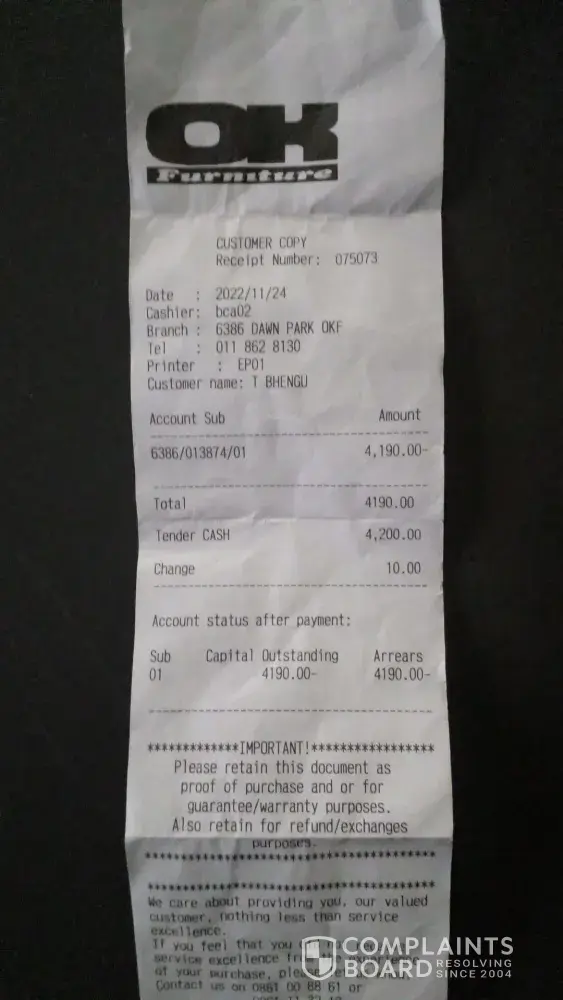 OK
Furniture
CUSTOMER COPY
Receipt Number: 075073
Date : 2022/11/24
Cashier: bca02
Branch : 6386 DAWN PARK OKF
Tel : 011 862 8130
Printer : EP01
Customer name: T BHENGU
Account Sub Amount
6386/013874/01 4,190.00-
Total 4190.00
Tender CASH 4,200.00
Change 10.00
Account status after payment:
Sub Capital Outstanding Arrears
01 4190.00- 4190.00-
*************IMPORTANT!*****************
Please retain this document as
proof of purchase and or for
guarantee/warranty purposes.
Also retain for refund/exchanges
purposes.
****************************************
****************************************
We care about providing you, our valued
customer, nothing less than service
excellence.
If you feel that you
service excellence
of your purchase,
Contact us on 0861 00 88 61 or
COMPLAINTS
BOARD RESOLVING
SINCE 2004